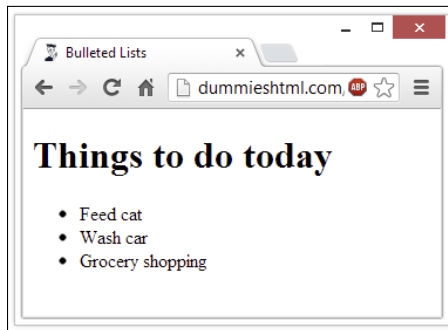 Bulleted Lists
dummieshtml.com/
ABP
Things to do today
• Feed cat
• Wash car
• Grocery shopping